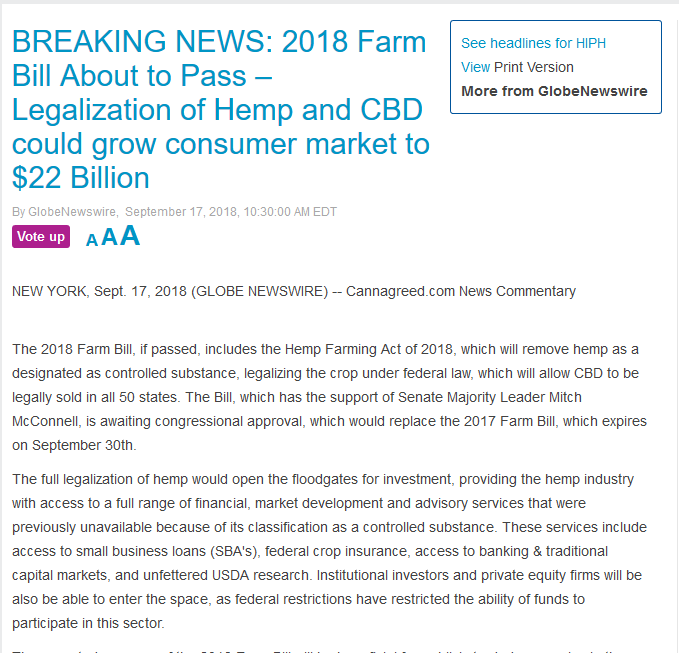 BREAKING NEWS: 2018 Farm
Bill About to Pass –
Legalization of Hemp and CBD
could grow consumer market to
$22 Billion
See headlines for HIPH
View Print Version
More from GlobeNewswire
By GlobeNewswire, September 17, 2018, 10:30:00 AM EDT
Vote up A A A
NEW YORK, Sept. 17, 2018 (GLOBE NEWSWIRE) -- Cannagreed.com News Commentary
The 2018 Farm Bill, if passed, includes the Hemp Farming Act of 2018, which will remove hemp as a
designated as controlled substance, legalizing the crop under federal law, which will allow CBD to be
legally sold in all 50 states. The Bill, which has the support of Senate Majority Leader Mitch
McConnell, is awaiting congressional approval, which would replace the 2017 Farm Bill, which expires
on September 30th.
The full legalization of hemp would open the floodgates for investment, providing the hemp industry
with access to a full range of financial, market development and advisory services that were
previously unavailable because of its classification as a controlled substance. These services include
access to small business loans (SBA's), federal crop insurance, access to banking & traditional
capital markets, and unfettered USDA research. Institutional investors and private equity firms will be
also be able to enter the space, as federal restrictions have restricted the ability of funds to
participate in this sector.